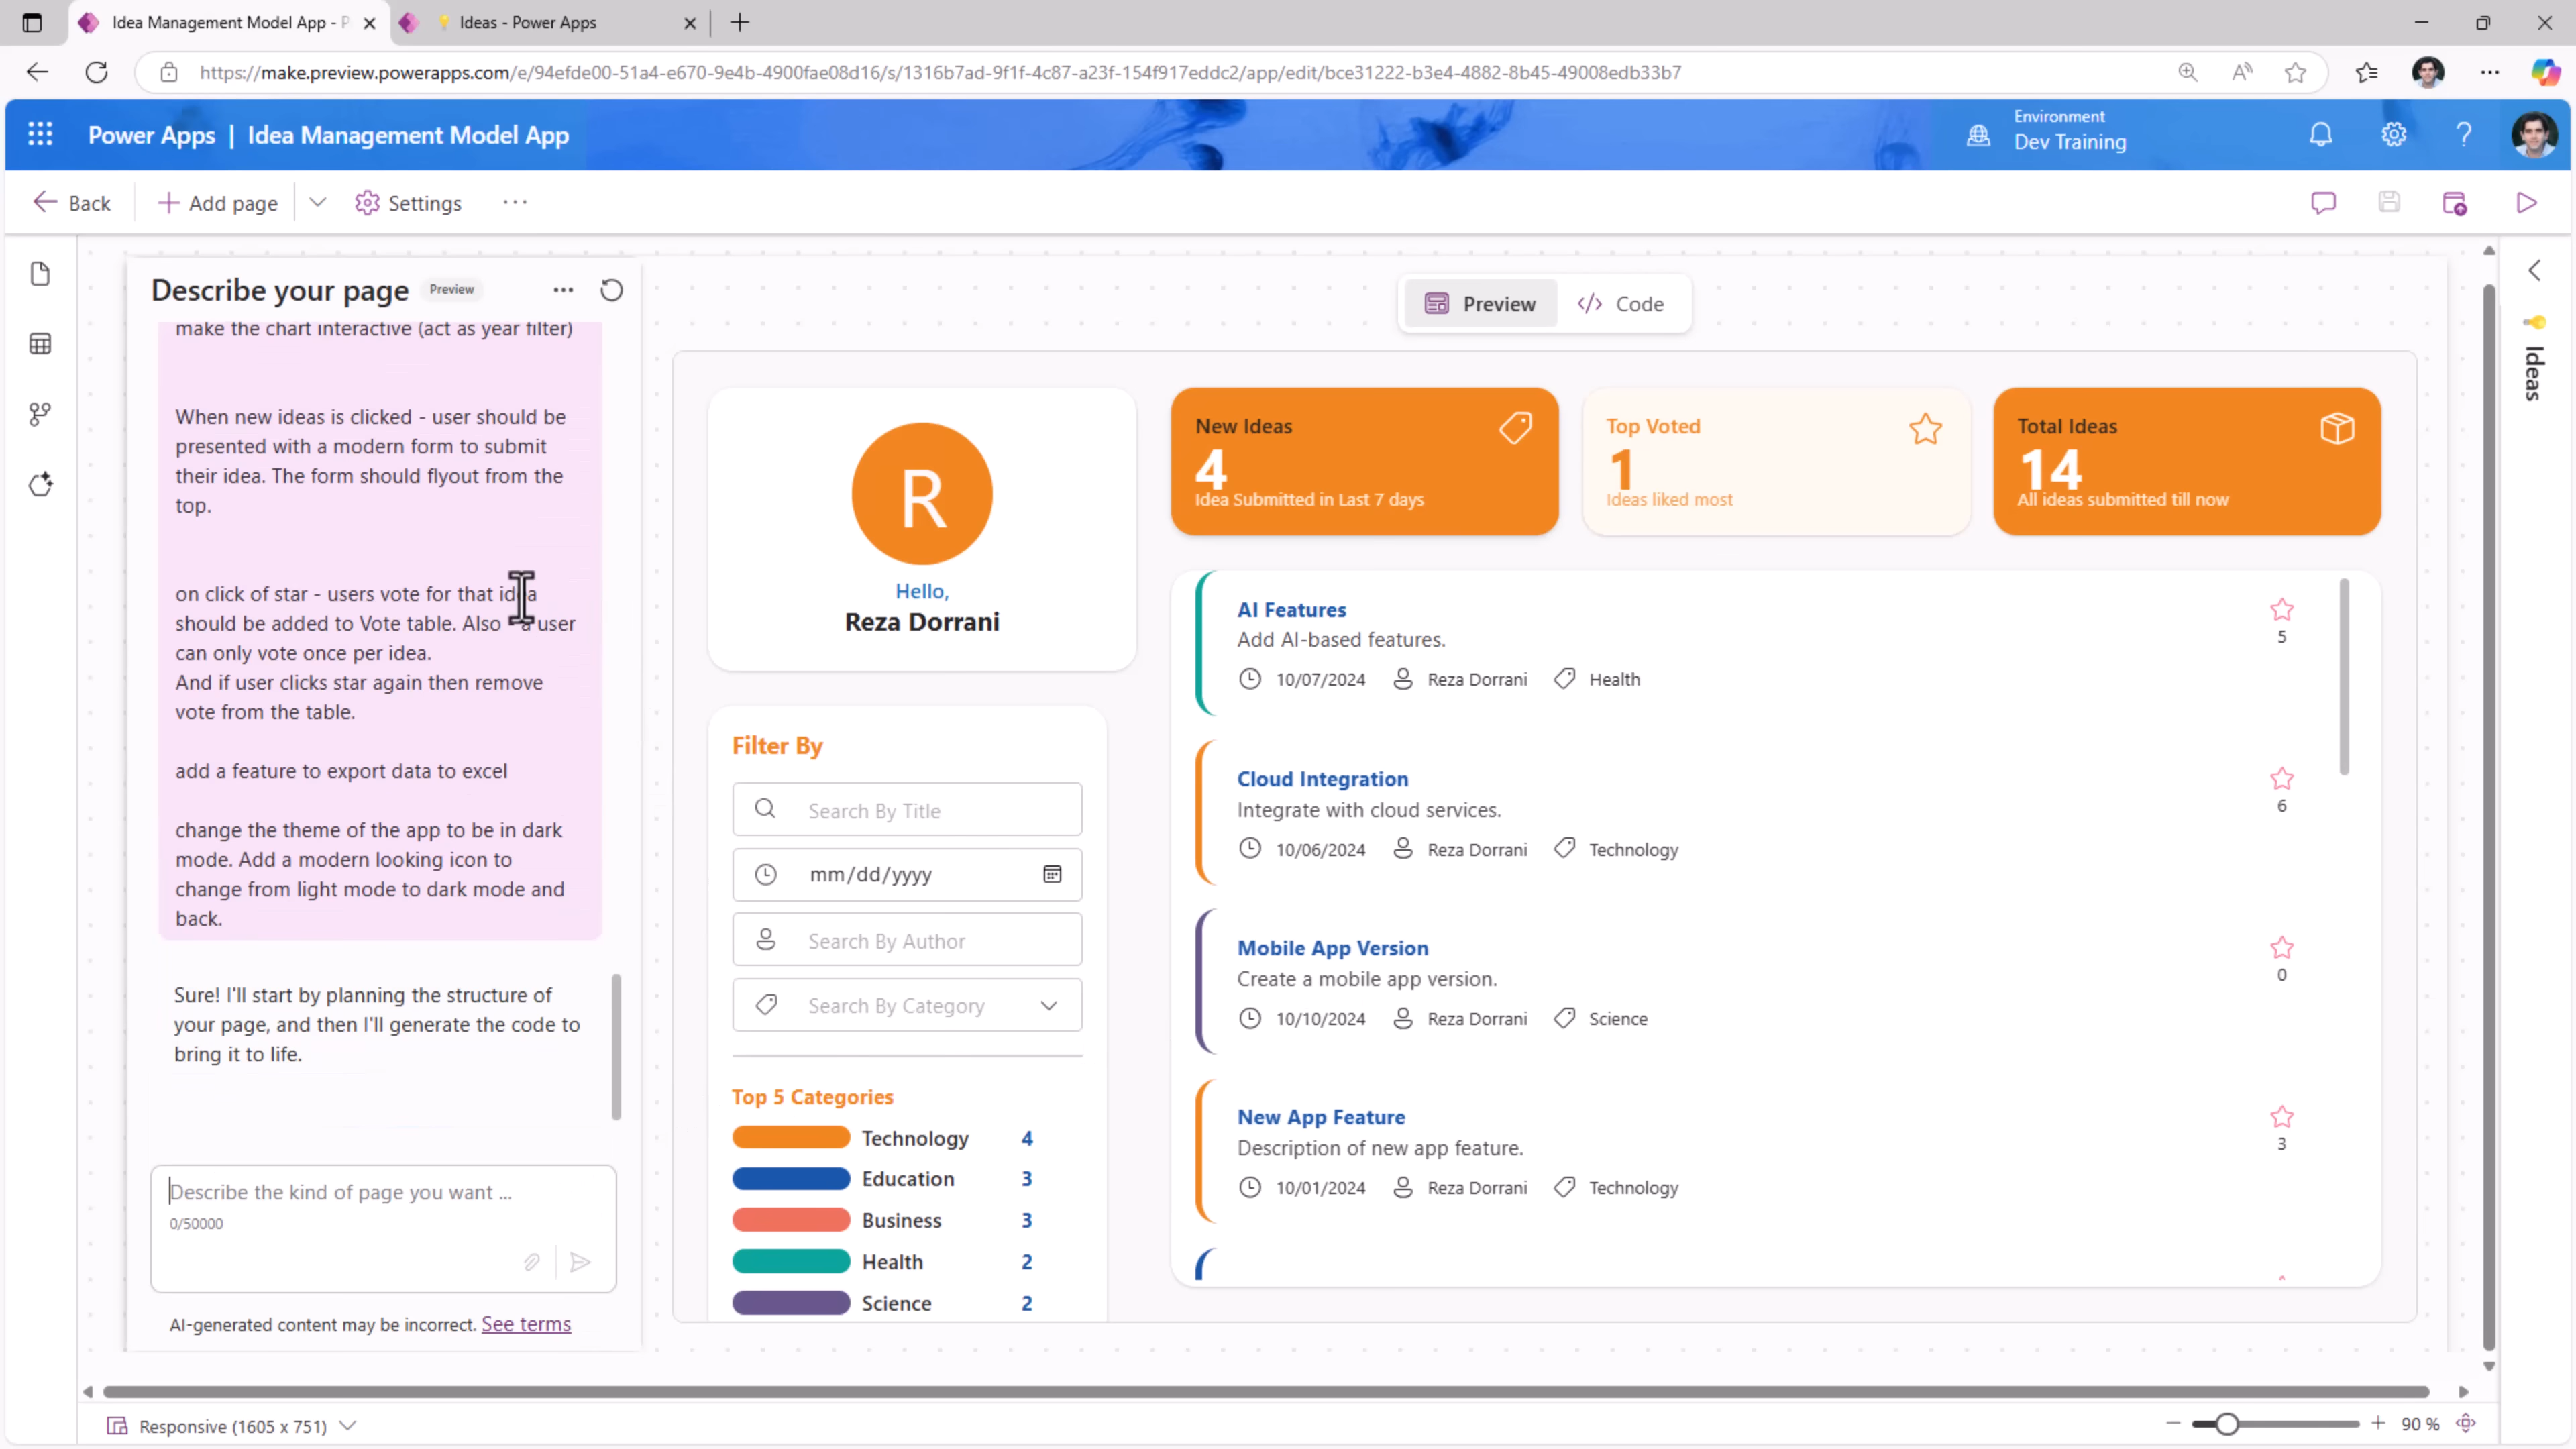 Idea Management Model App - P
Ideas - Power Apps
https://make.preview.powerapps.com/e/94efde00-51a4-e670-9e4b-4900fae08d16/s/1316b7ad-9f1f-4c87-a23f-154f917eddc2/app/edit/bce31222-b3e4-4882-8b45-49008edb33b7
Power Apps | Idea Management Model App
Environment
Dev Training
Back
Add page
Settings
Describe your page
Preview
make the chart interactive (act as year filter)
When new ideas is clicked - user should be
presented with a modern form to submit
their idea. The form should flyout from the
top.
on click of star - users vote for that idea
should be added to Vote table. Also - a user
can only vote once per idea.
And if user clicks star again then remove
vote from the table.
add a feature to export data to excel
change the theme of the app to be in dark
mode. Add a modern looking icon to
change from light mode to dark mode and
back.
Sure! I'll start by planning the structure of
your page, and then I'll generate the code to
bring it to life.
Describe the kind of page you want ...
0/50000
AI-generated content may be incorrect. See terms
Preview
Code
R
Hello,
Reza Dorrani
New Ideas
4
Idea Submitted in Last 7 days
Top Voted
1
Ideas liked most
Total Ideas
14
All ideas submitted till now
Filter By
Search By Title
mm/dd/yyyy
Search By Author
Search By Category
Top 5 Categories
Technology 4
Education 3
Business 3
Health 2
Science 2
AI Features
Add AI-based features.
10/07/2024 Reza Dorrani Health
5
Cloud Integration
Integrate with cloud services.
10/06/2024 Reza Dorrani Technology
6
Mobile App Version
Create a mobile app version.
10/10/2024 Reza Dorrani Science
0
New App Feature
Description of new app feature.
10/01/2024 Reza Dorrani Technology
3
Ideas
Responsive (1605 x 751)
90 %